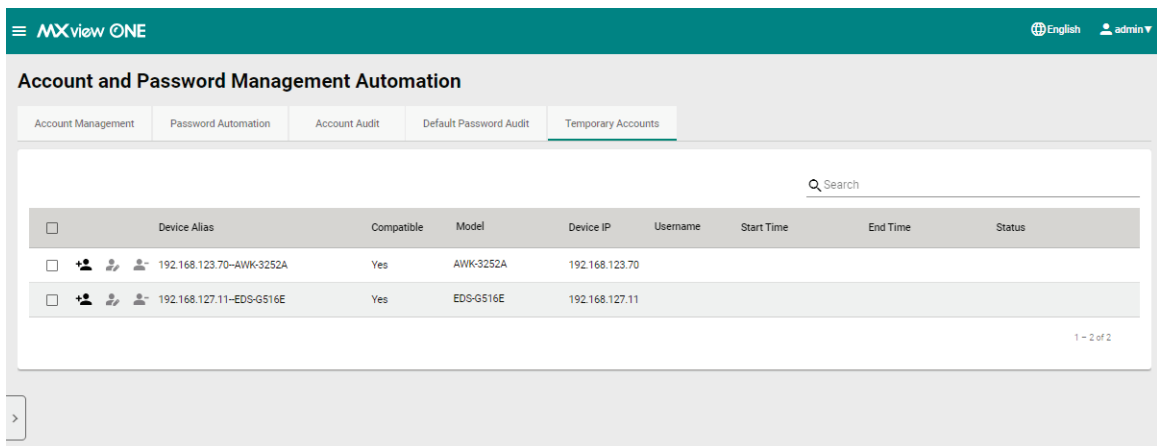 MXview ONE English admin
Account and Password Management Automation
Account Management Password Automation Account Audit Default Password Audit Temporary Accounts
Search
Device Alias Compatible Model Device IP Username Start Time End Time Status
192.168.123.70--AWK-3252A Yes AWK-3252A 192.168.123.70
192.168.127.11--EDS-G516E Yes EDS-G516E 192.168.127.11
1 – 2 of 2